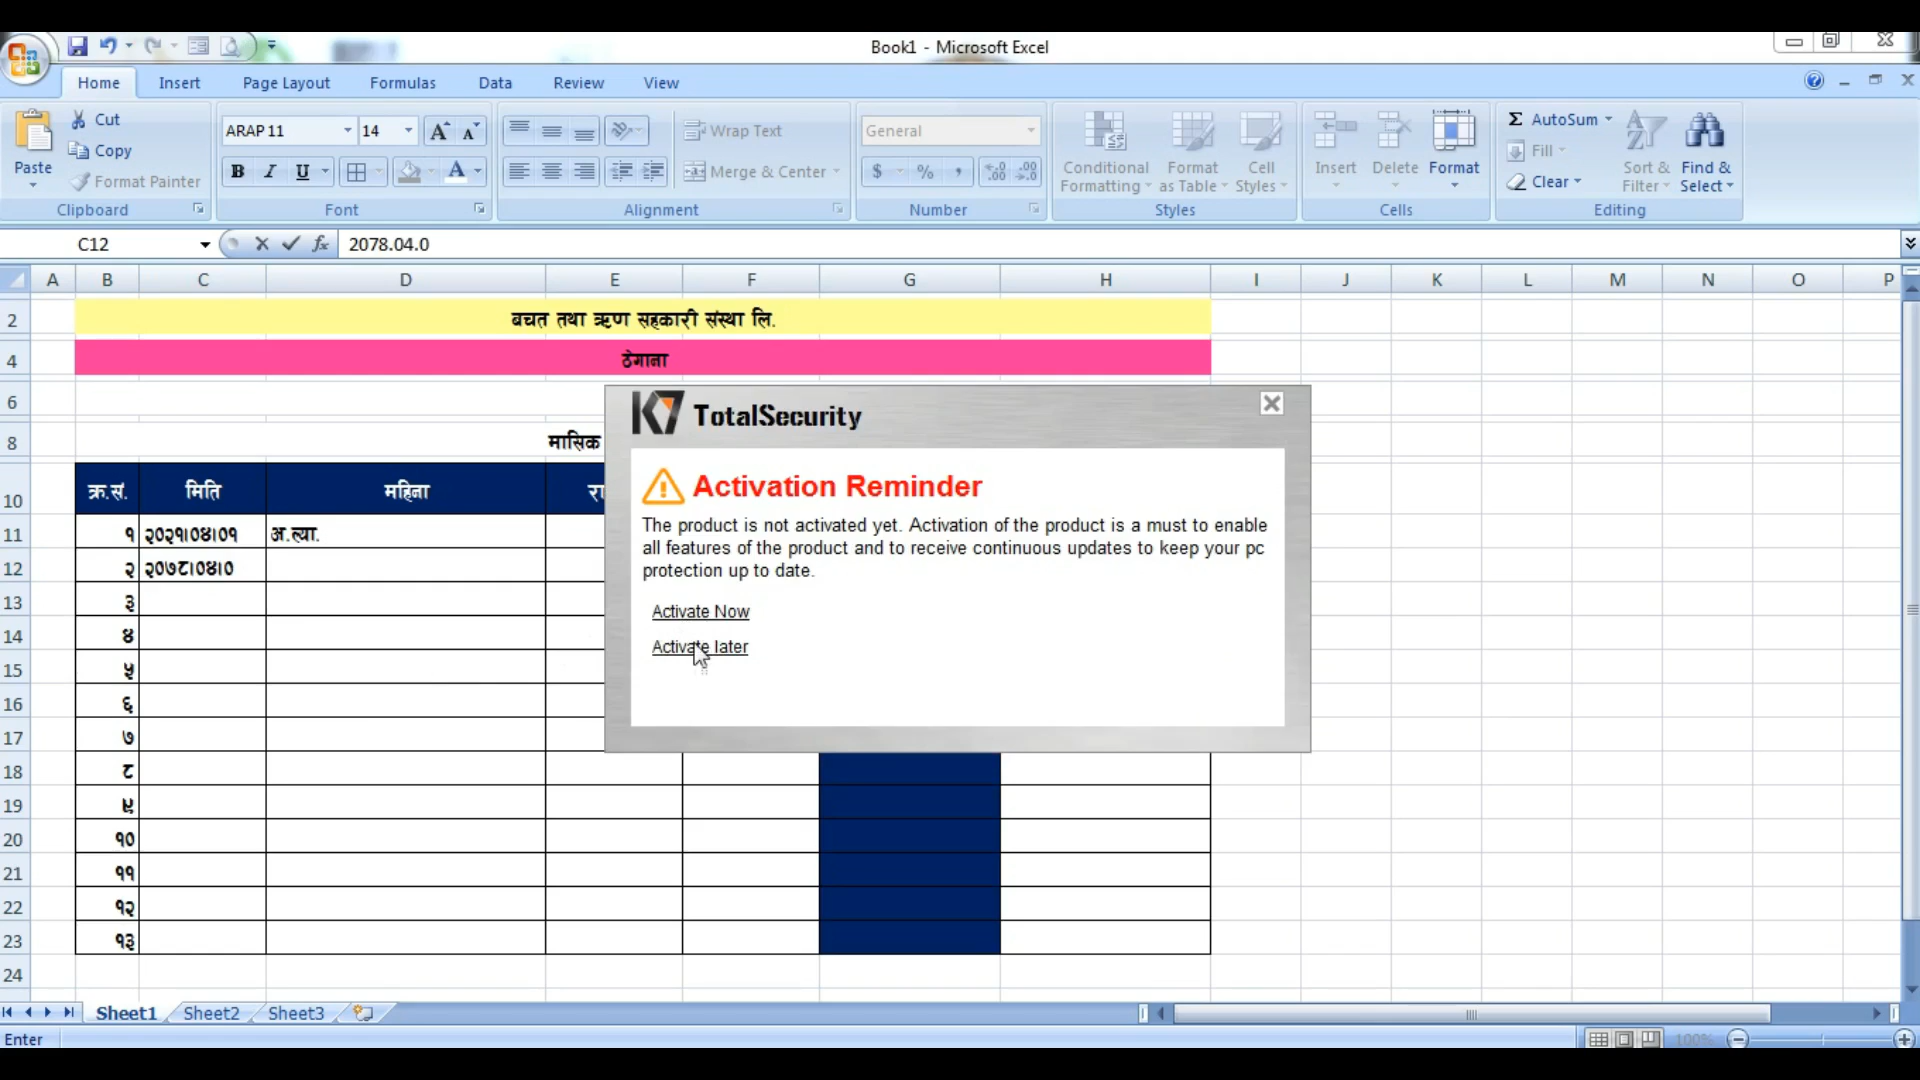 Book1 - Microsoft Excel
Home Insert Page Layout Formulas Data Review View
Cut
Copy
Format Painter
Paste
Clipboard
ARAP 11 14
B I U
Font
Wrap Text
Merge & Center
Alignment
General
$ % ,
Number
Conditional Formatting
Format as Table
Cell Styles
Styles
Insert Delete Format
Cells
Σ AutoSum
Fill
Clear
Sort & Filter
Find & Select
Editing
C12 fx 2078.04.0
A B C D E F G H I J K L M N O P
2 बचत तथा ऋण सहकारी संस्था लि.
4 ठेगाना
6
8 मासिक
10 क्र.सं. मिति महिना रा
11 १ २०२१।०४।०१ अ.ल्या.
12 २ २०७८।०४।०
13 ३
14 ४
15 ५
16 ६
17 ७
18 ८
19 ९
20 १०
21 ११
22 १२
23 १३
24
K7 TotalSecurity
Activation Reminder
The product is not activated yet. Activation of the product is a must to enable
all features of the product and to receive continuous updates to keep your pc
protection up to date.
Activate Now
Activate later
Sheet1 Sheet2 Sheet3
Enter 100%